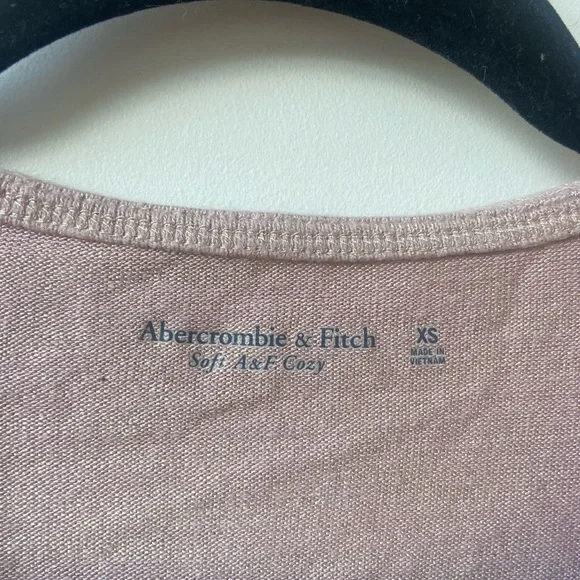 Abercrombie & Fitch
Soft A&F Cozy
XS
MADE IN
VIETNAM